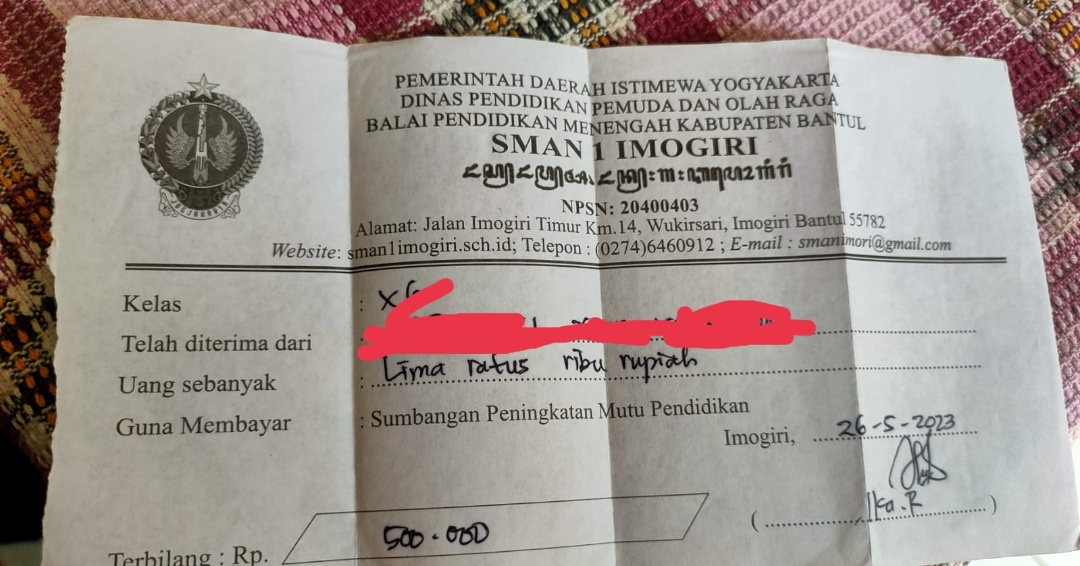 PEMERINTAH DAERAH ISTIMEWA YOGYAKARTA
DINAS PENDIDIKAN PEMUDA DAN OLAH RAGA
BALAI PENDIDIKAN MENENGAH KABUPATEN BANTUL
SMAN 1 IMOGIRI
NPSN: 20400403
Alamat: Jalan Imogiri Timur Km.14, Wukirsari, Imogiri Bantul 55782
Website: sman1imogiri.sch.id; Telepon : (0274)6460912 ; E-mail : smanimori@gmail.com
Kelas : X
Telah diterima dari :
Uang sebanyak : Lima ratus ribu rupiah
Guna Membayar : Sumbangan Peningkatan Mutu Pendidikan
Imogiri, 26-5-2023
(Ika.R)
Terbilang : Rp. 500.000